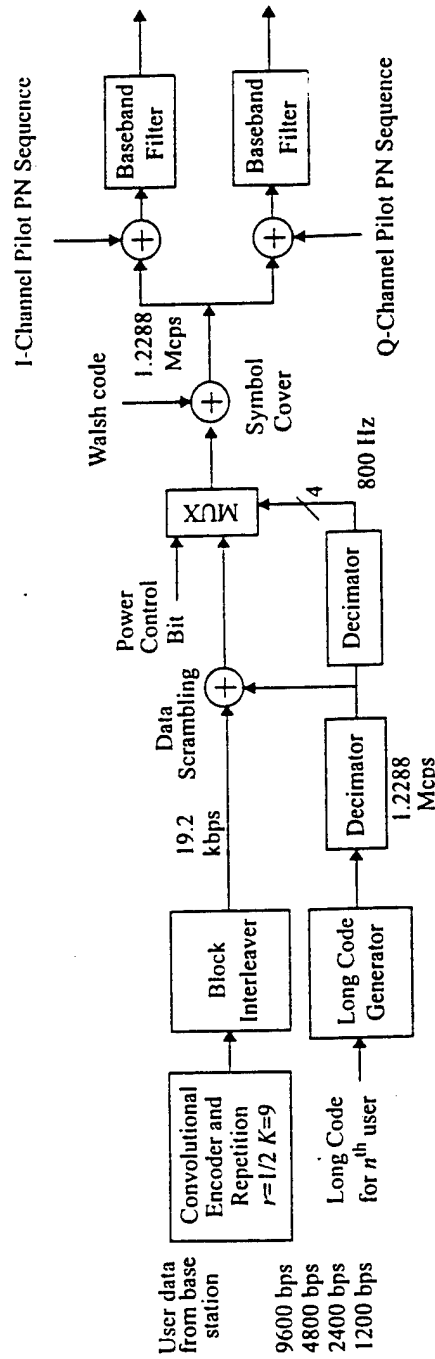 User data
from base
station
9600 bps
4800 bps
2400 bps
1200 bps
Convolutional
Encoder and
Repetition
r=1/2 K=9
Long Code
for nth user
Block
Interleaver
Long Code
Generator
19.2
kbps
Data
Scrambling
Decimator
1.2288
Mcps
Power
Control
Bit
MUX
Decimator
4
800 Hz
Walsh code
Symbol
Cover
1.2288
Mcps
I-Channel Pilot PN Sequence
Baseband
Filter
Baseband
Filter
Q-Channel Pilot PN Sequence